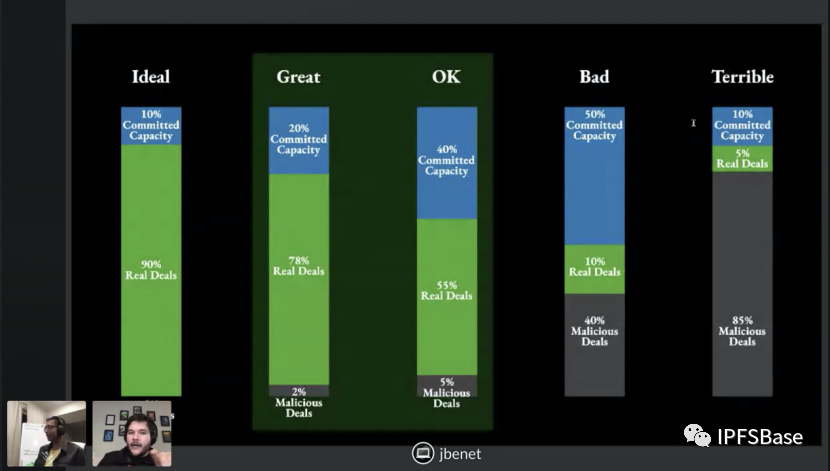 Ideal
Great
OK
Bad
Terrible
10%
Committed
Capacity
90%
Real Deals
20%
Committed
Capacity
78%
Real Deals
2%
Malicious
Deals
40%
Committed
Capacity
55%
Real Deals
5%
Malicious
Deals
50%
Committed
Capacity
10%
Real Deals
40%
Malicious
Deals
10%
Committed
Capacity
5%
Real Deals
85%
Malicious
Deals
jbenet
IPFSBase